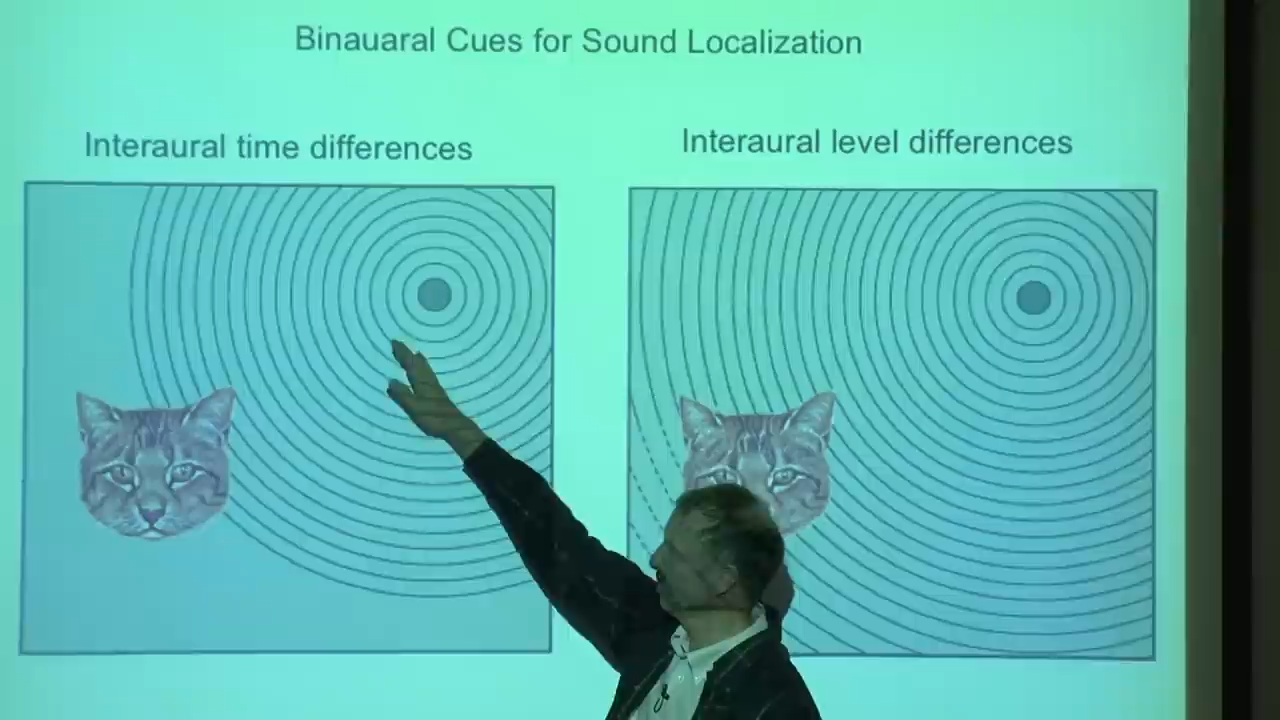 Binauaral Cues for Sound Localization
Interaural time differences
Interaural level differences